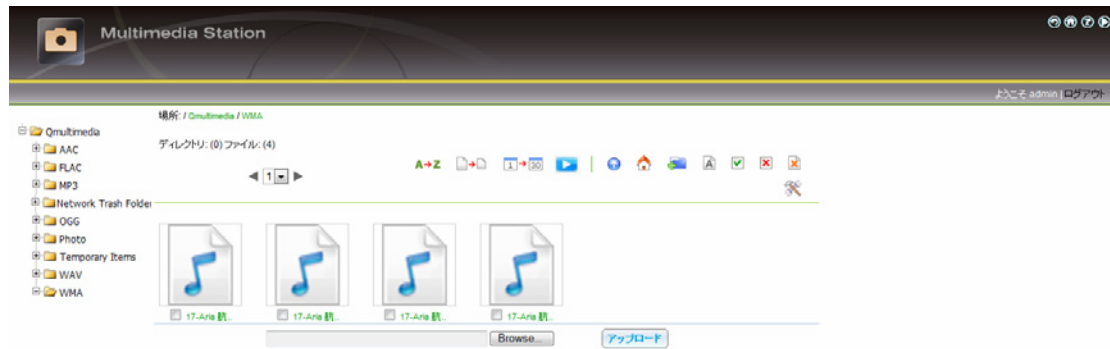 Multimedia Station
ようこそ admin | ログアウト
場所: / Qmultimedia / WMA
Qmultimedia
AAC
FLAC
MP3
Network Trash Folder
OGG
Photo
Temporary Items
WAV
WMA
ディレクトリ: (0) ファイル: (4)
1
A→Z
1→30
A
17-Aria
17-Aria
17-Aria
17-Aria
Browse...
アップロード